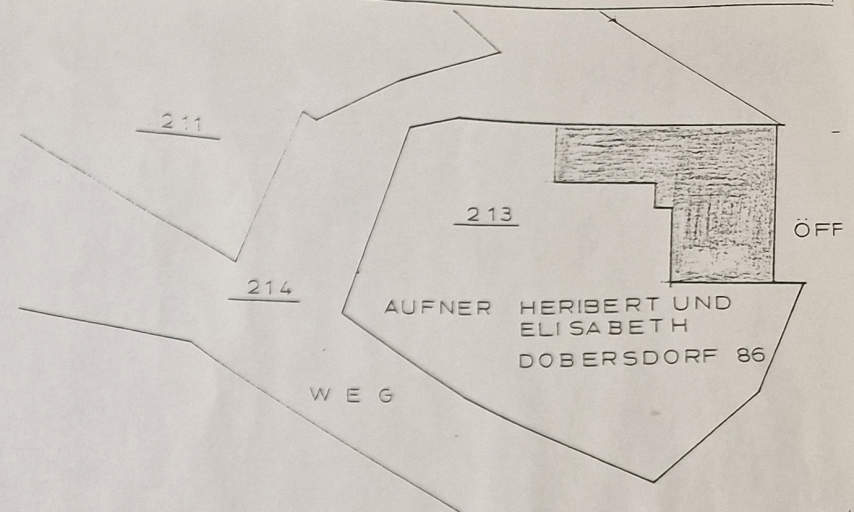 211
213
ÖFF
214
AUFNER HERIBERT UND
ELISABETH
DOBERSDORF 86
WEG